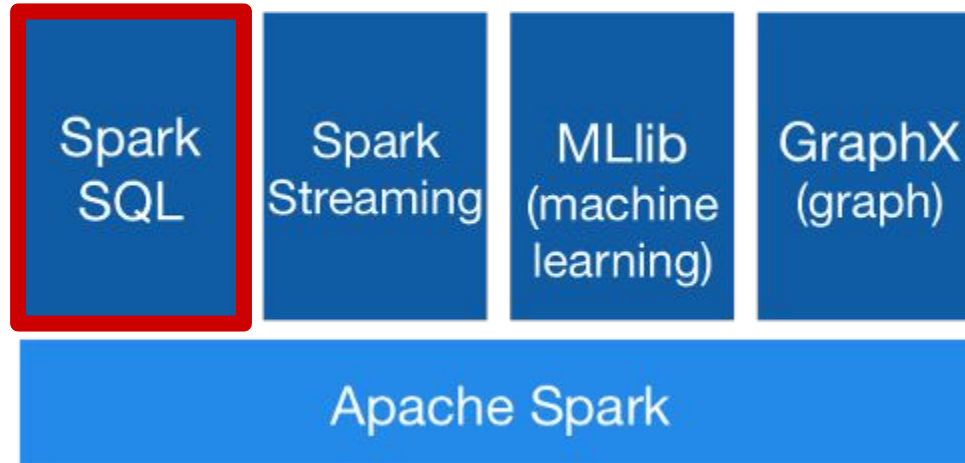 Spark
SQL
Spark
Streaming
MLlib
(machine
learning)
GraphX
(graph)
Apache Spark